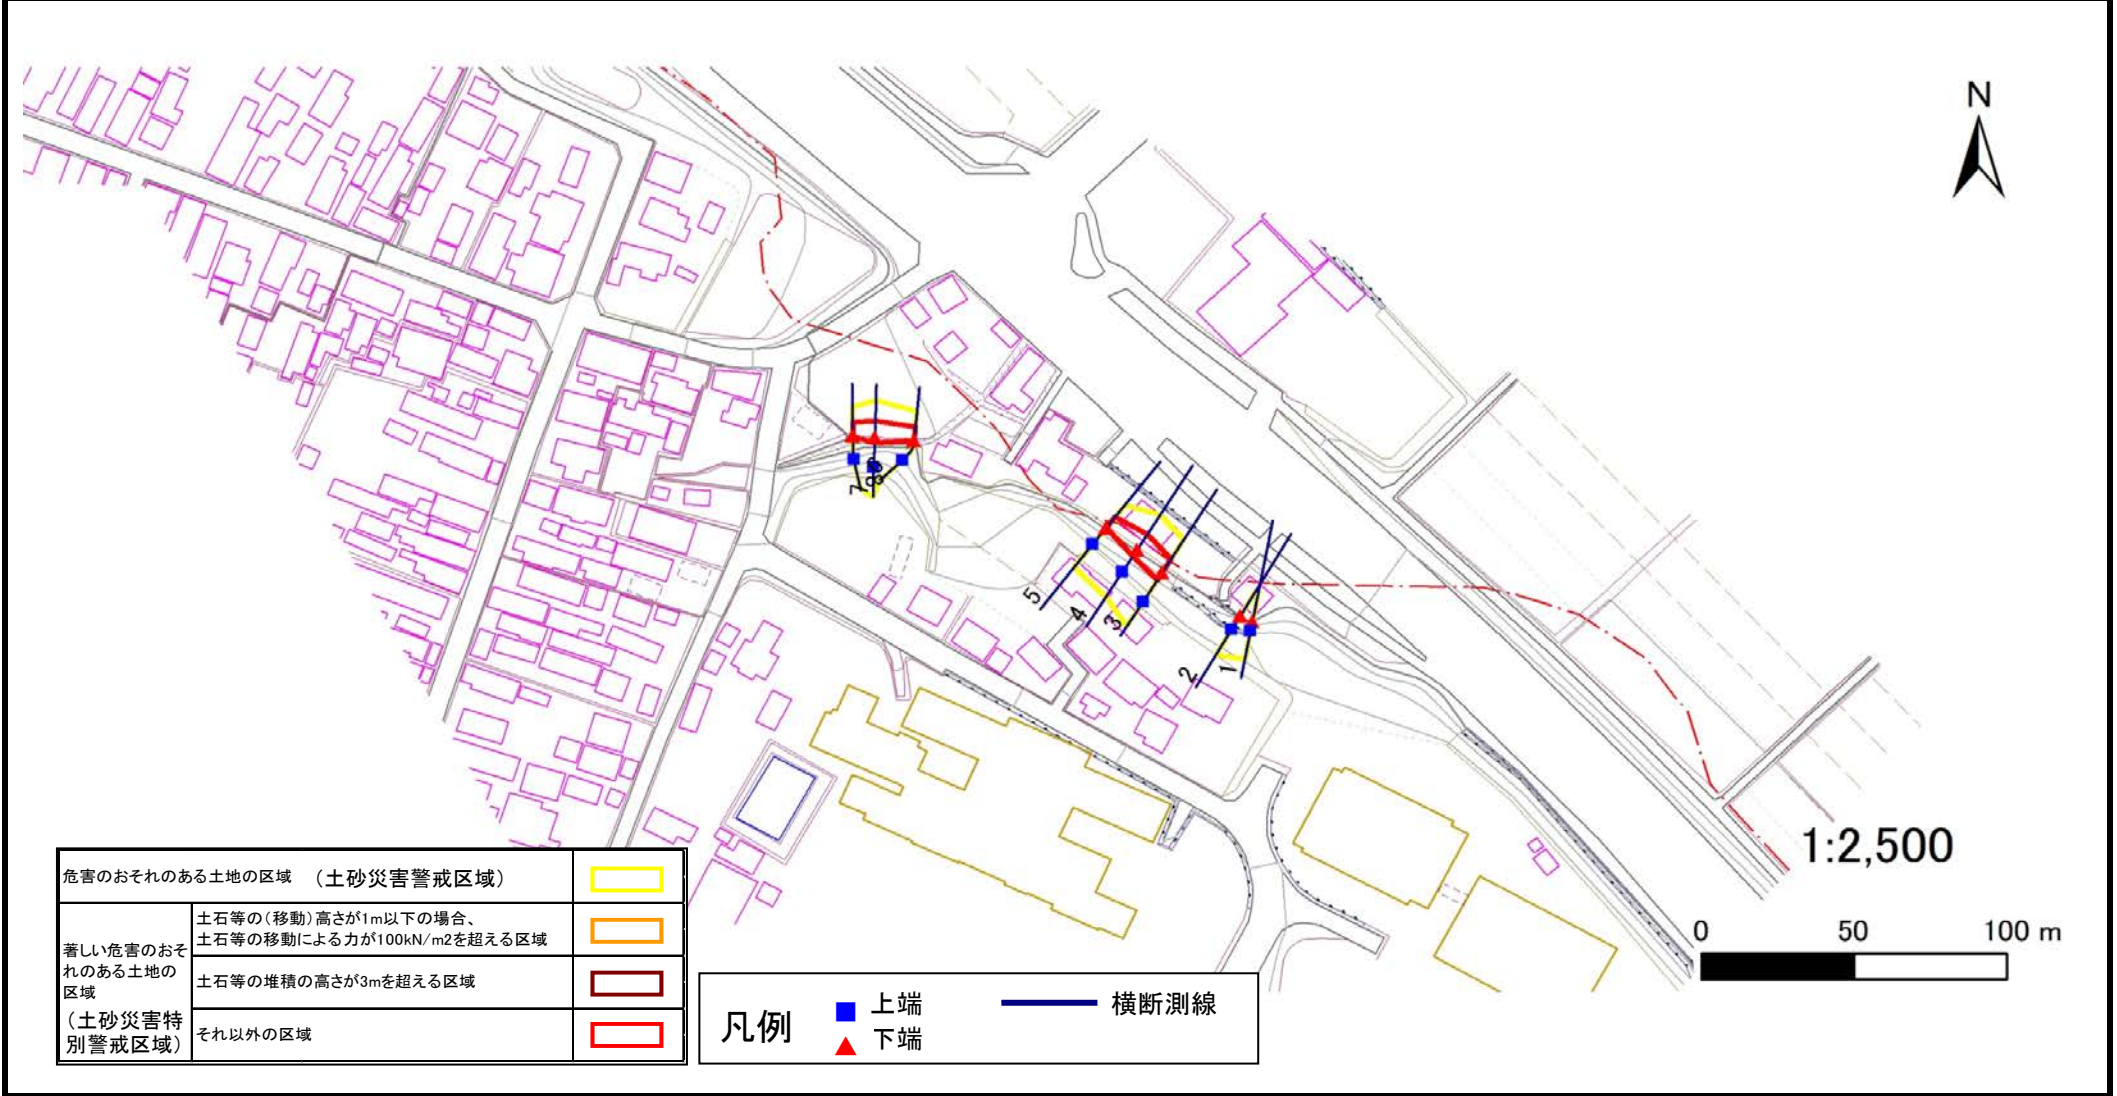 N
7
8
5
4
3
2
1
1:2,500
0 50 100 m
危害のおそれのある土地の区域 （土砂災害警戒区域）
著しい危害のおそ
れのある土地の
区域
（土砂災害特
別警戒区域）
土石等の（移動）高さが1m以下の場合、
土石等の移動による力が100kN/m2を超える区域
土石等の堆積の高さが3mを超える区域
それ以外の区域
凡例
上端
下端
横断測線